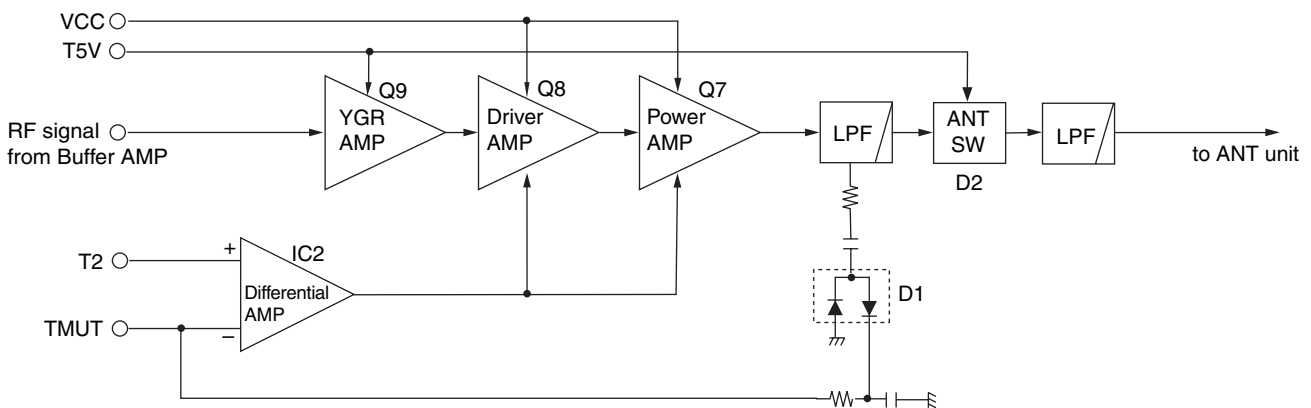 VCC
T5V
Q9
Q8
Q7
RF signal
from Buffer AMP
YGR
AMP
Driver
AMP
Power
AMP
LPF
ANT
SW
LPF
to ANT unit
D2
T2
+
IC2
Differential
AMP
D1
TMUT
−